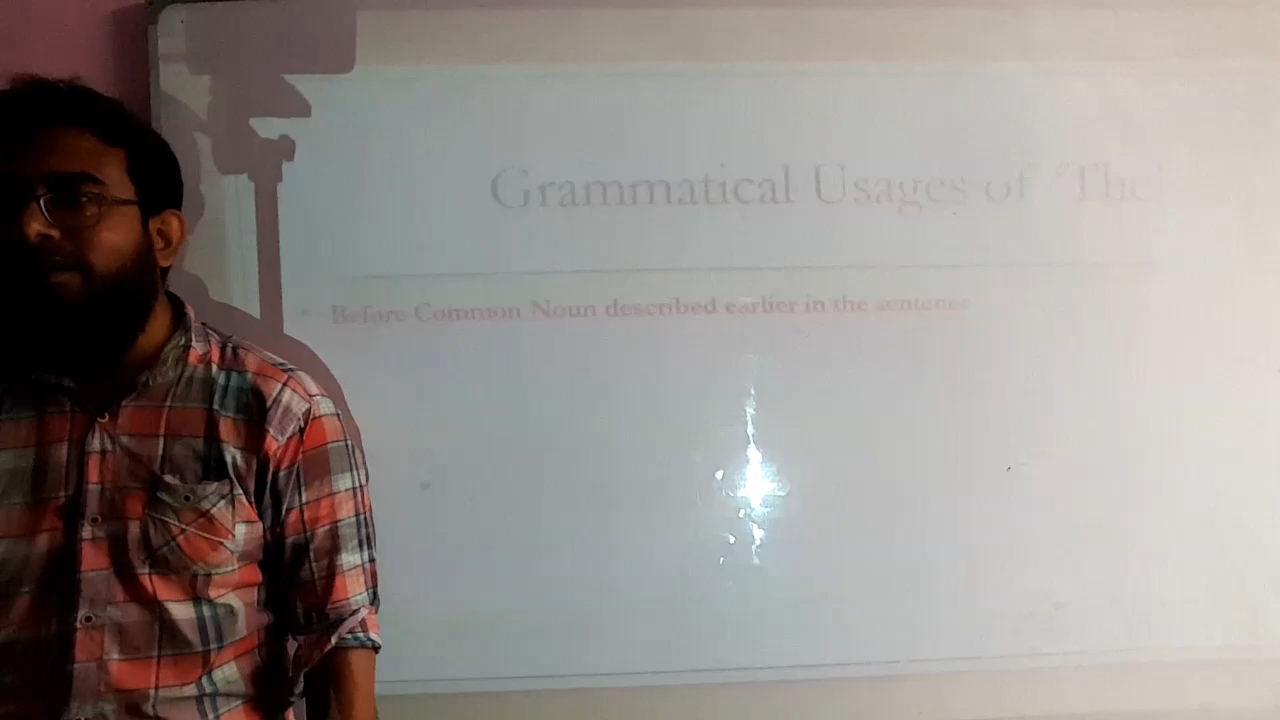 Grammatical Usages of "The"
Before Common Noun described earlier in the sentence